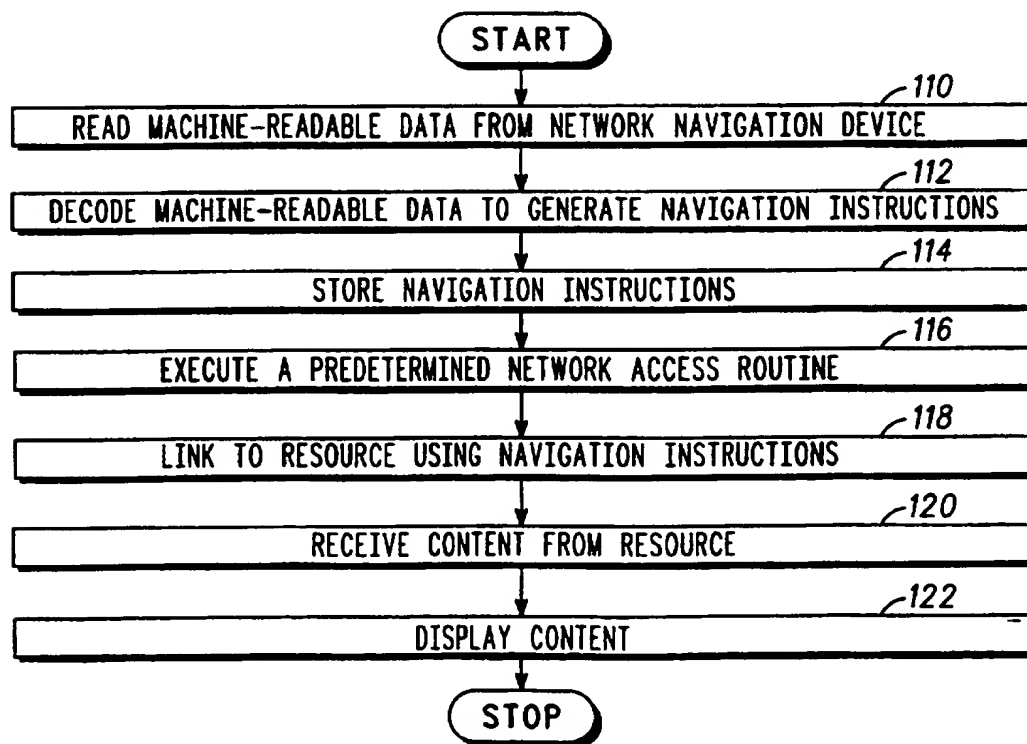 START
110
READ MACHINE-READABLE DATA FROM NETWORK NAVIGATION DEVICE
112
DECODE MACHINE-READABLE DATA TO GENERATE NAVIGATION INSTRUCTIONS
114
STORE NAVIGATION INSTRUCTIONS
116
EXECUTE A PREDETERMINED NETWORK ACCESS ROUTINE
118
LINK TO RESOURCE USING NAVIGATION INSTRUCTIONS
120
RECEIVE CONTENT FROM RESOURCE
122
DISPLAY CONTENT
STOP